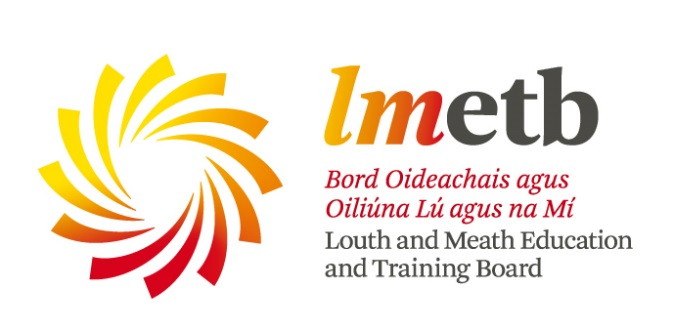 lmetb
Bord Oideachais agus
Oiliúna Lú agus na Mí
Louth and Meath Education
and Training Board